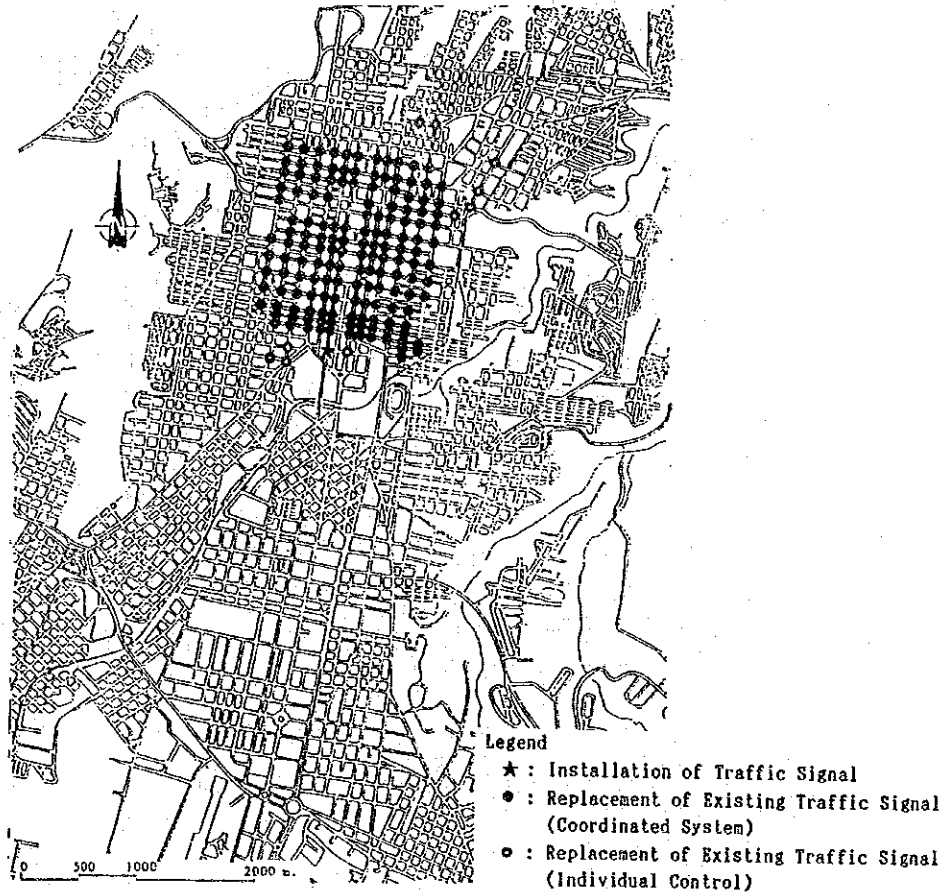 Legend
★ : Installation of Traffic Signal
● : Replacement of Existing Traffic Signal
(Coordinated System)
○ : Replacement of Existing Traffic Signal
(Individual Control)
0 500 1000 2000 m.